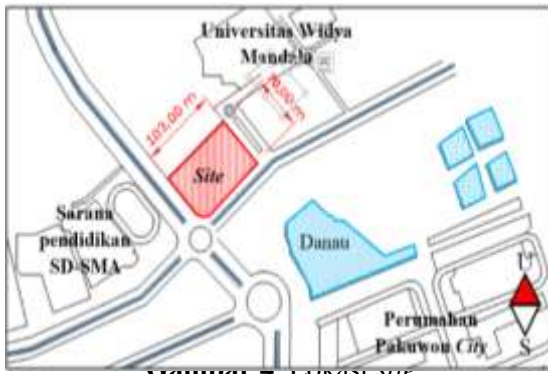 Universitas Widya
Mandala
103,00 m
Site
Sarana
pendidikan
SD-SMA
Danau
U
S
Perumahan
Pakuwon City